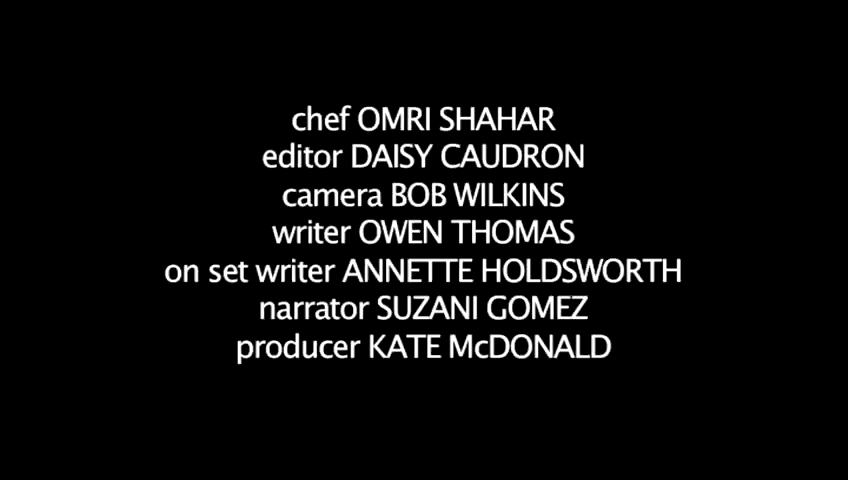 chef OMRI SHAHAR
editor DAISY CAUDRON
camera BOB WILKINS
writer OWEN THOMAS
on set writer ANNETTE HOLDSWORTH
narrator SUZANI GOMEZ
producer KATE McDONALD